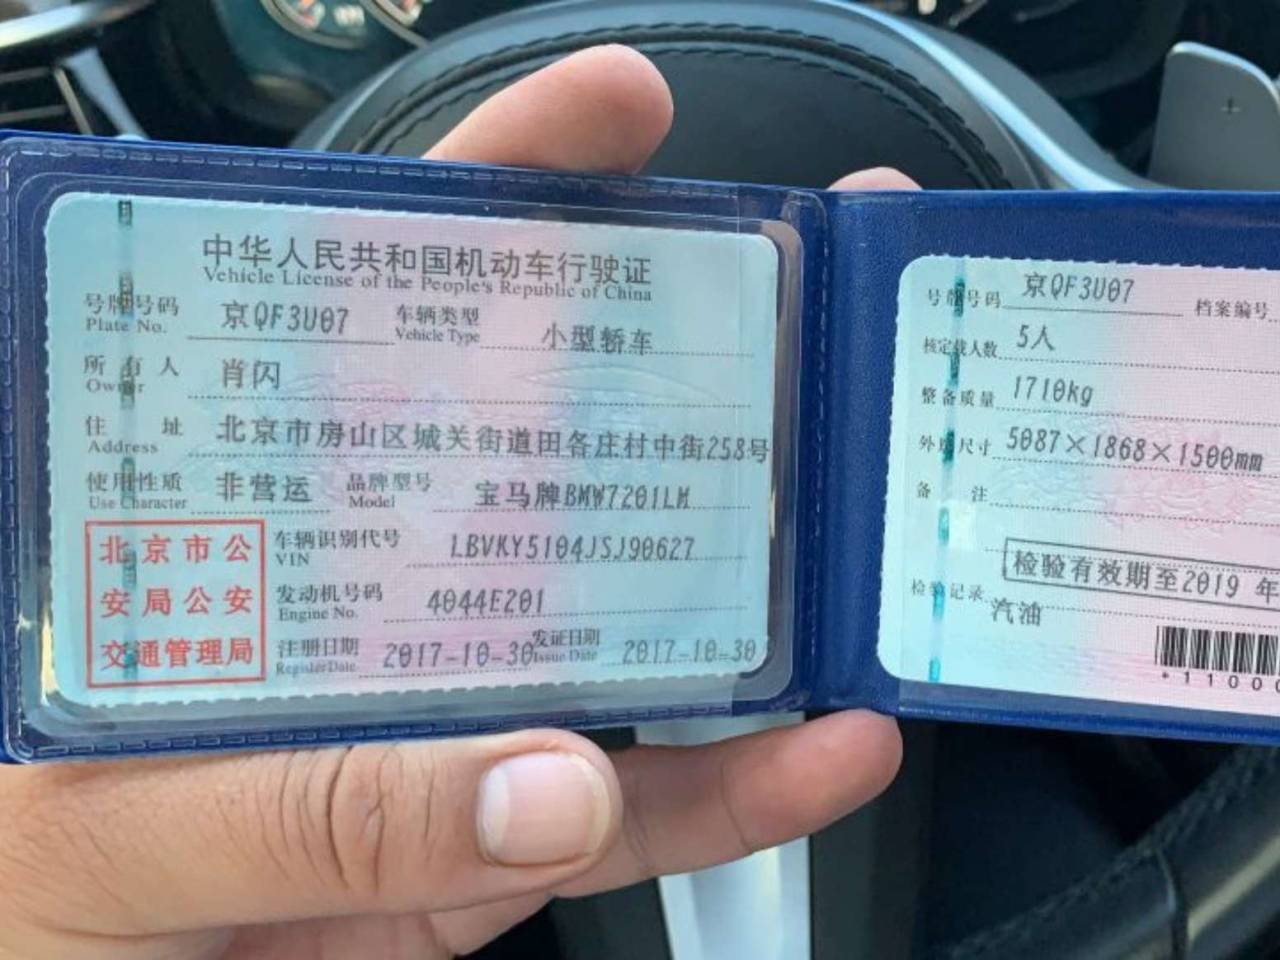 中华人民共和国机动车行驶证
Vehicle License of the People's Republic of China
号牌号码 京QF3U07 车辆类型 小型轿车
Plate No. Vehicle Type
所有人 肖闪
Owner
住址 北京市房山区城关街道田各庄村中街258号
Address
使用性质 非营运 品牌型号 宝马牌BMW7201LM
Use Character Model
北京市公
安局公安
交通管理局
车辆识别代号 LBVKY5104JSJ90627
VIN
发动机号码 4044E201
Engine No.
注册日期 2017-10-30 发证日期 2017-10-30
Register Date Issue Date
号牌号码 京QF3U07 档案编号
核定载人数 5人
整备质量 1710kg
外廓尺寸 5087×1868×1500mm
备注
检验有效期至2019 年
检验记录
汽油
*11000